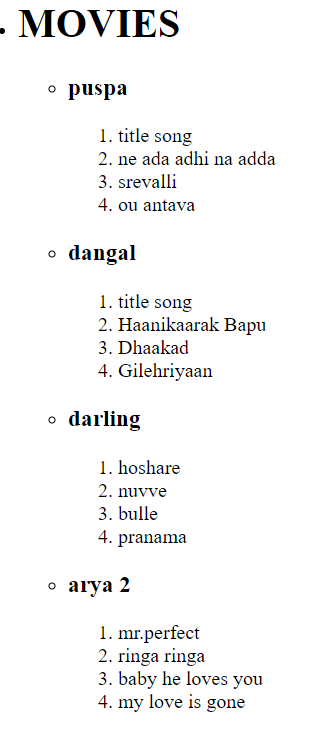 MOVIES
puspa
1. title song
2. ne ada adhi na adda
3. srevalli
4. ou antava
dangal
1. title song
2. Haanikaarak Bapu
3. Dhaakad
4. Gilehriyaan
darling
1. hoshare
2. nuvve
3. bulle
4. pranama
arya 2
1. mr.perfect
2. ringa ringa
3. baby he loves you
4. my love is gone